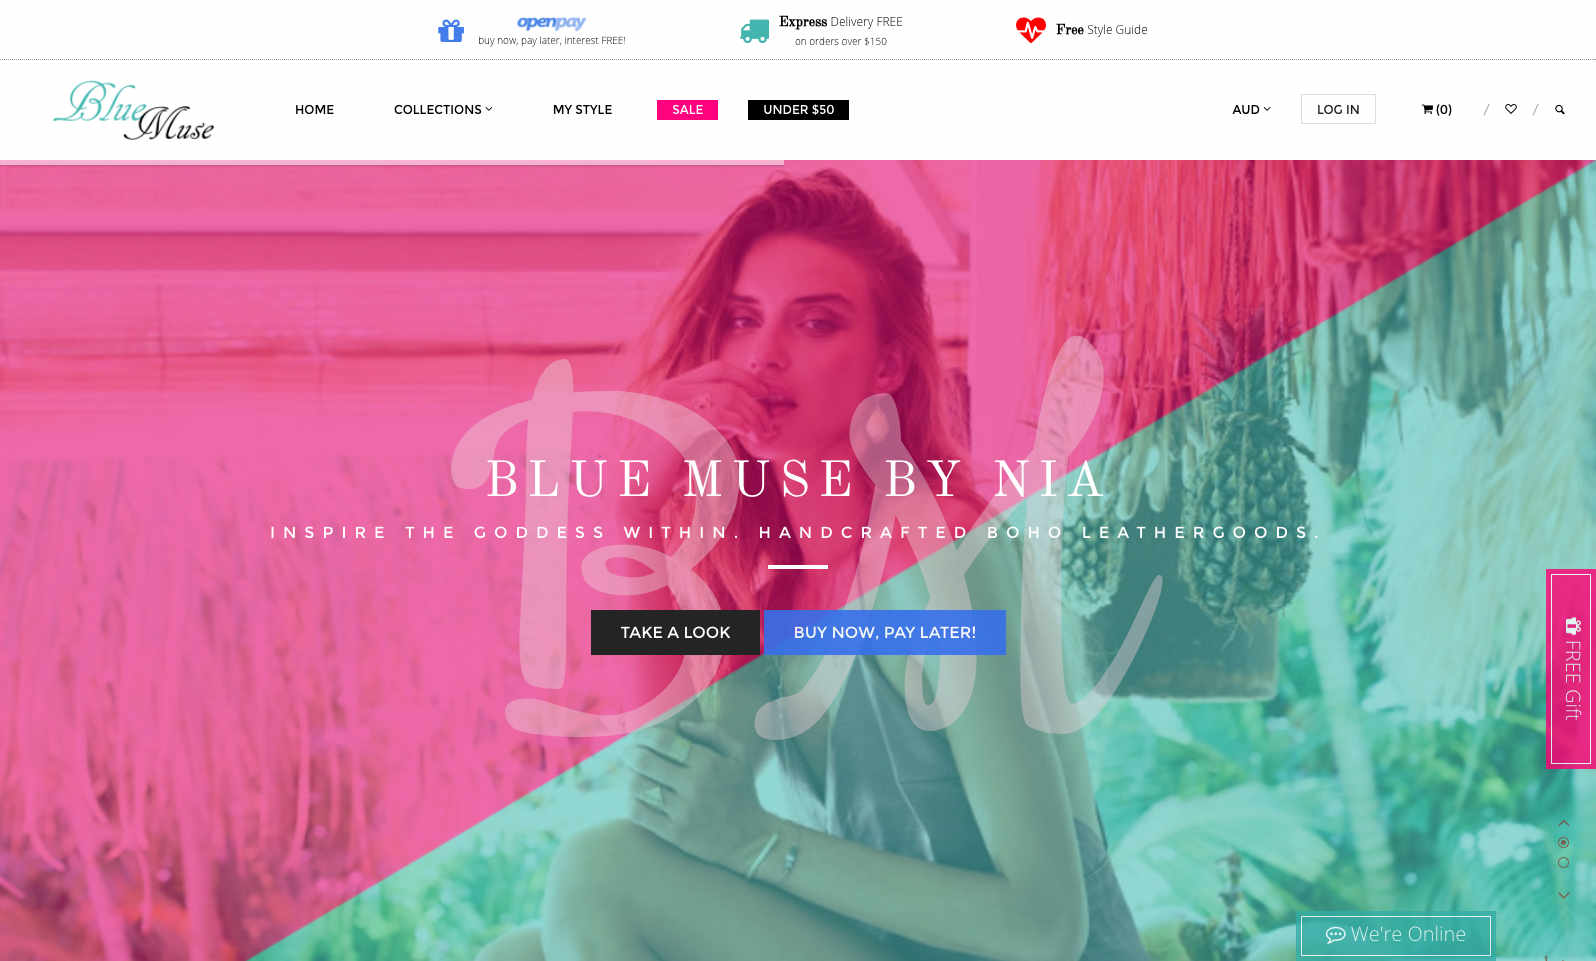 openpay
buy now, pay later, interest FREE!
Express Delivery FREE
on orders over $150
Free Style Guide
Blue Muse
HOME
COLLECTIONS
MY STYLE
SALE
UNDER $50
AUD
LOG IN
(0)
/
/
BM
BLUE MUSE BY NIA
INSPIRE THE GODDESS WITHIN. HANDCRAFTED BOHO LEATHERGOODS.
TAKE A LOOK
BUY NOW, PAY LATER!
FREE Gift
We're Online